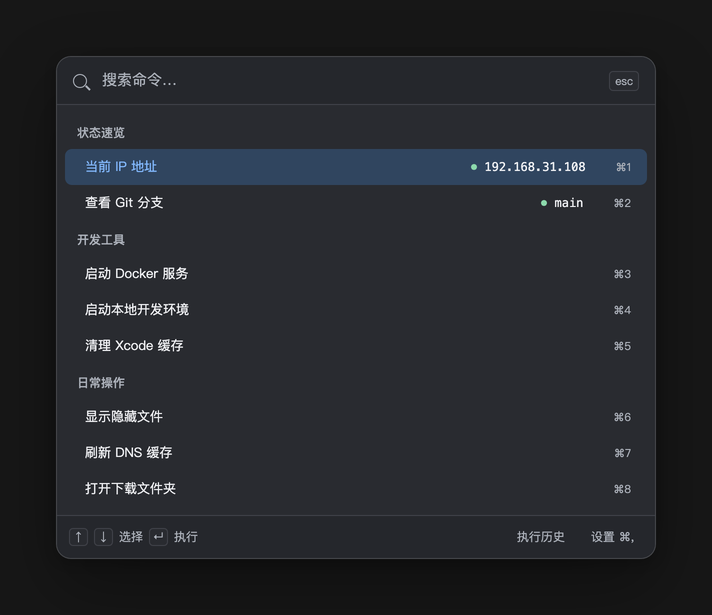 搜索命令... esc
状态速览
当前 IP 地址 192.168.31.108 ⌘1
查看 Git 分支 main ⌘2
开发工具
启动 Docker 服务 ⌘3
启动本地开发环境 ⌘4
清理 Xcode 缓存 ⌘5
日常操作
显示隐藏文件 ⌘6
刷新 DNS 缓存 ⌘7
打开下载文件夹 ⌘8
↑ ↓ 选择 ↵ 执行 执行历史 设置 ⌘,